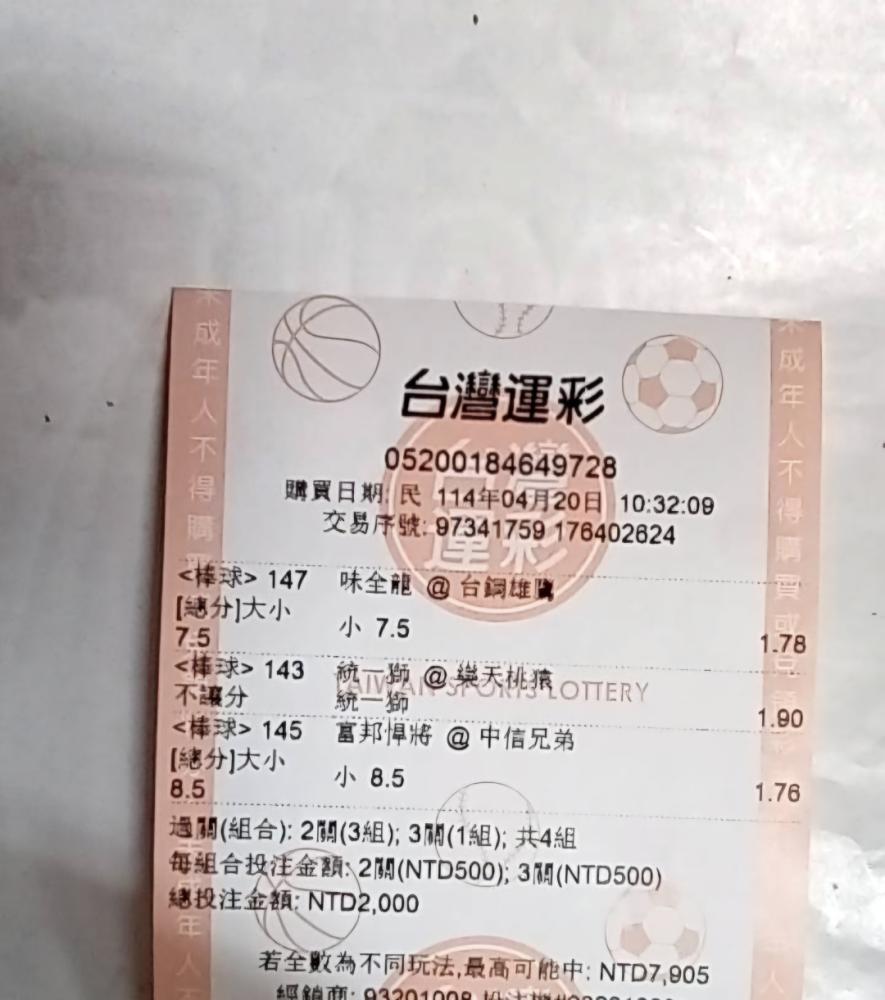 台灣運彩
05200184649728
購買日期: 民 114年04月20日 10:32:09
交易序號: 97341759 176402624
<棒球> 147 味全龍 @ 台鋼雄鷹
[總分]大小
7.5 小 7.5 1.78
<棒球> 143 統一獅 @ 樂天桃猿
TAIWAN SPORTS LOTTERY
不讓分 統一獅 1.90
<棒球> 145 富邦悍將 @ 中信兄弟
[總分]大小
8.5 小 8.5 1.76
過關(組合): 2關(3組); 3關(1組); 共4組
每組合投注金額: 2關(NTD500); 3關(NTD500)
總投注金額: NTD2,000
若全數為不同玩法,最高可能中: NTD7,905
經銷商: 93201008
未成年人不得購買
未成年人不得購買或
台灣運彩